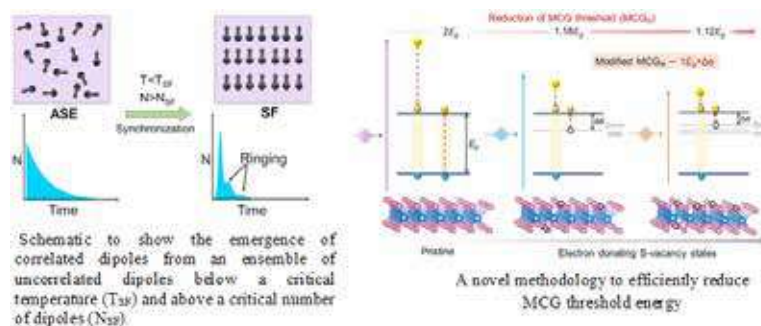 T<T_SF
N>N_SF
Synchronization
ASE
SF
N
Time
N
Ringing
Time
Schematic to show the emergence of
correlated dipoles from an ensemble of
uncorrelated dipoles below a critical
temperature (T_SF) and above a critical number
of dipoles (N_SF)
Reduction of MCG threshold (MCG_th)
2E_g
1.18E_g
1.12E_g
Modified MCG_th ~ 1E_g+Δe
E_g
Pristine
Electron donating S-vacancy states
A novel methodology to efficiently reduce
MCG threshold energy